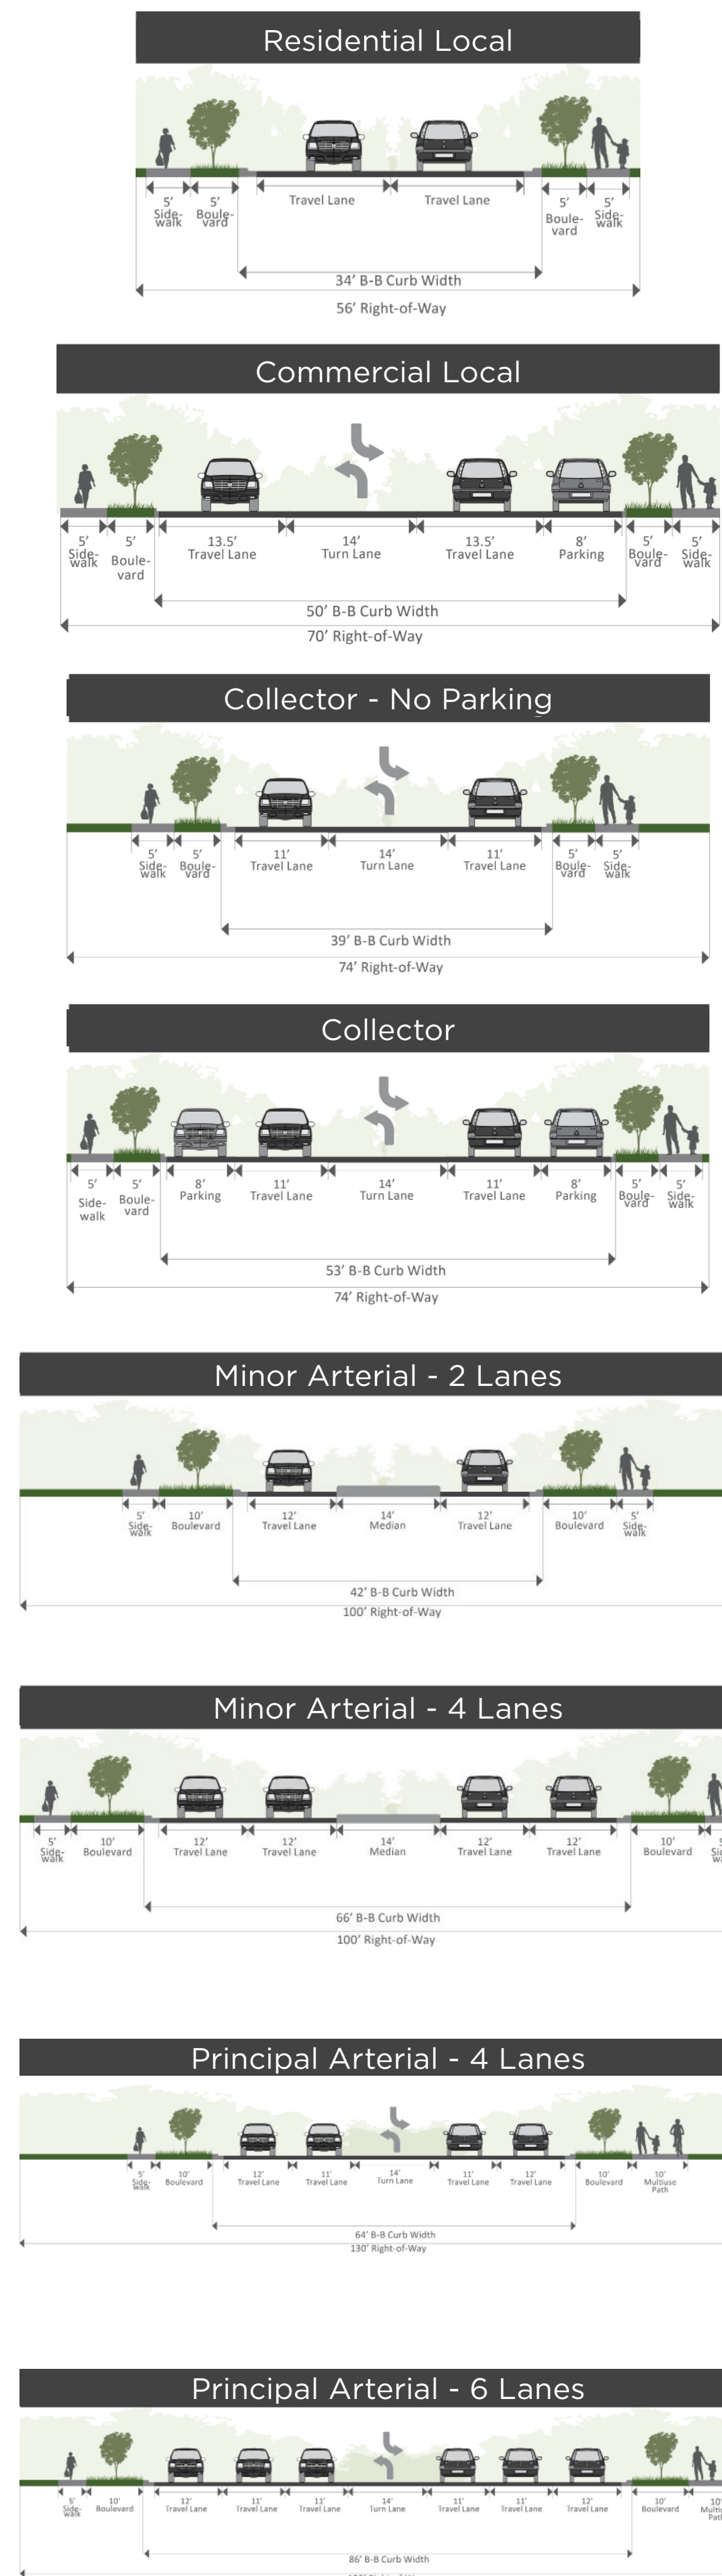 Residential Local
5'
Side-
walk
5'
Boule-
vard
Travel Lane
Travel Lane
5'
Boule-
vard
5'
Side-
walk
34' B-B Curb Width
56' Right-of-Way
Commercial Local
5'
Side-
walk
5'
Boule-
vard
13.5'
Travel Lane
14'
Turn Lane
13.5'
Travel Lane
8'
Parking
5'
Boule-
vard
5'
Side-
walk
50' B-B Curb Width
70' Right-of-Way
Collector - No Parking
5'
Side-
walk
5'
Boule-
vard
11'
Travel Lane
14'
Turn Lane
11'
Travel Lane
5'
Boule-
vard
5'
Side-
walk
39' B-B Curb Width
74' Right-of-Way
Collector
5'
Side-
walk
5'
Boule-
vard
8'
Parking
11'
Travel Lane
14'
Turn Lane
11'
Travel Lane
8'
Parking
5'
Boule-
vard
5'
Side-
walk
53' B-B Curb Width
74' Right-of-Way
Minor Arterial - 2 Lanes
5'
Side-
walk
10'
Boulevard
12'
Travel Lane
14'
Median
12'
Travel Lane
10'
Boulevard
5'
Side-
walk
42' B-B Curb Width
100' Right-of-Way
Minor Arterial - 4 Lanes
5'
Side-
walk
10'
Boulevard
12'
Travel Lane
12'
Travel Lane
14'
Median
12'
Travel Lane
12'
Travel Lane
10'
Boulevard
66' B-B Curb Width
100' Right-of-Way
Principal Arterial - 4 Lanes
5'
Side-
walk
10'
Boulevard
12'
Travel Lane
11'
Travel Lane
14'
Turn Lane
11'
Travel Lane
12'
Travel Lane
10'
Boulevard
10'
Multiuse
Path
64' B-B Curb Width
130' Right-of-Way
Principal Arterial - 6 Lanes
5'
Side-
walk
10'
Boulevard
12'
Travel Lane
11'
Travel Lane
11'
Travel Lane
14'
Turn Lane
11'
Travel Lane
11'
Travel Lane
12'
Travel Lane
10'
Boulevard
10'
86' B-B Curb Width